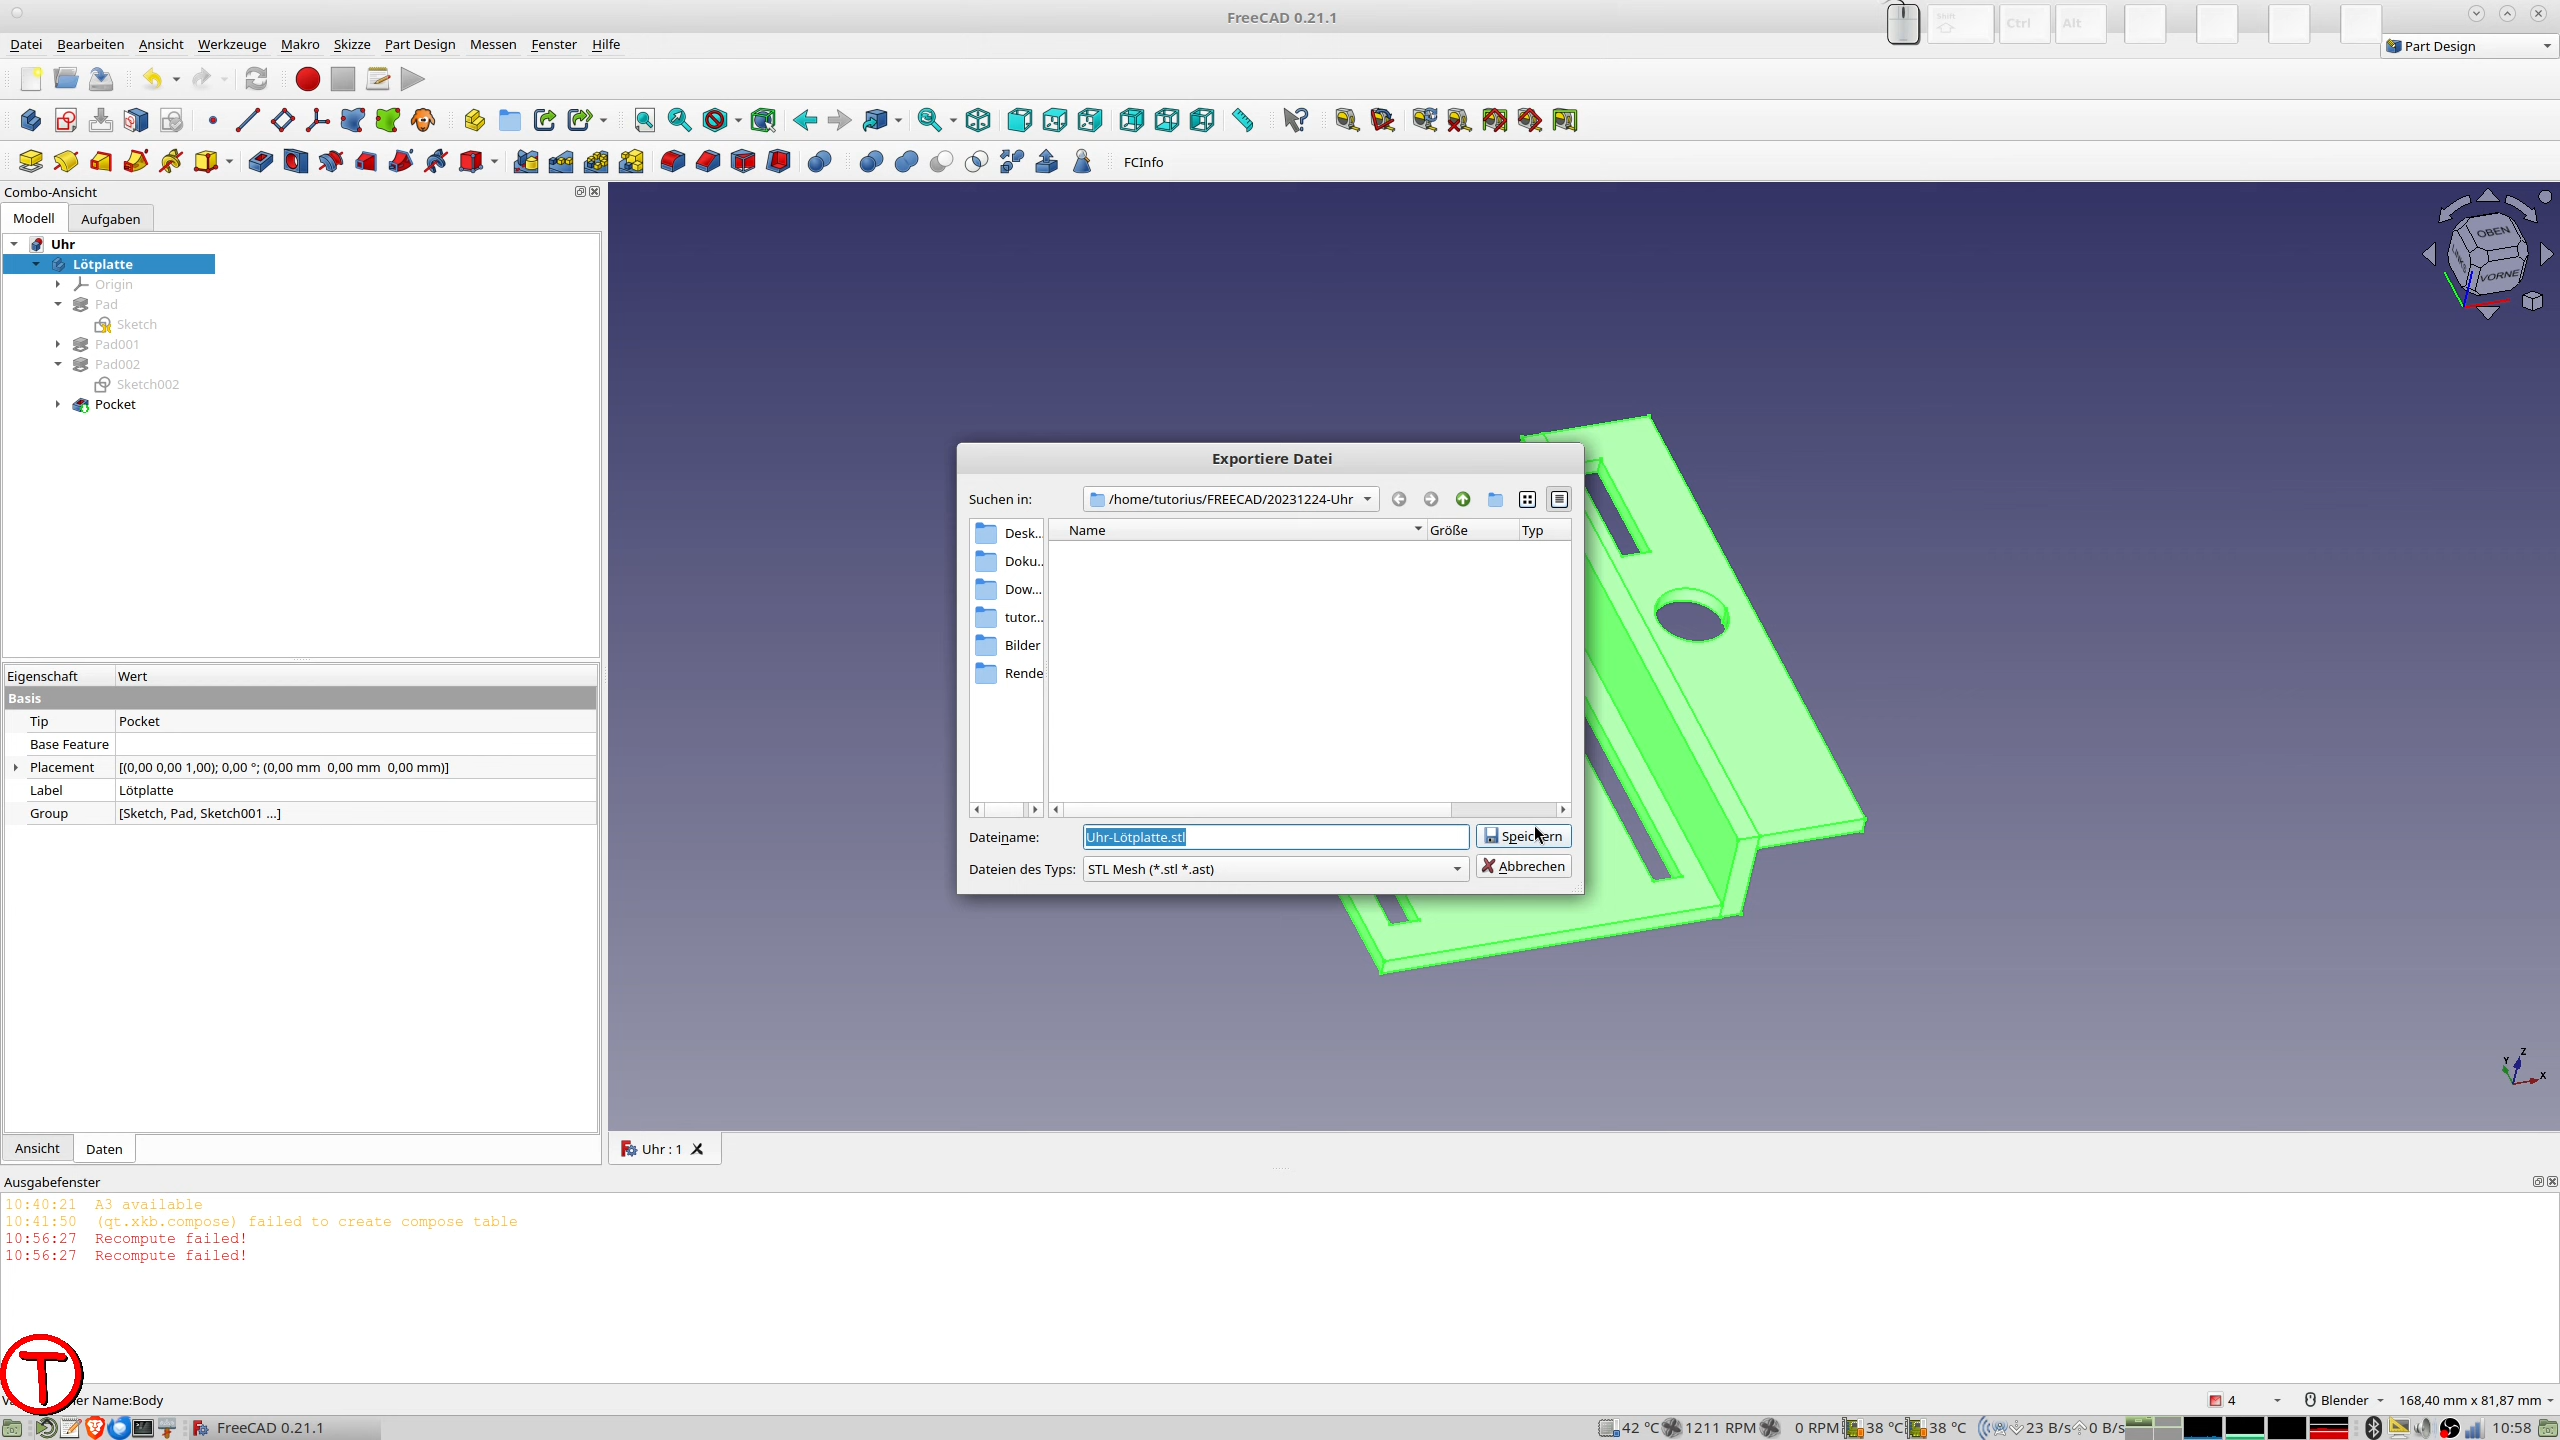 FreeCAD 0.21.1
Shift
Ctrl
Alt
Datei Bearbeiten Ansicht Werkzeuge Makro Skizze Part Design Messen Fenster Hilfe
Part Design
FCInfo
Combo-Ansicht
Modell Aufgaben
Uhr
Lötplatte
Origin
Pad
Sketch
Pad001
Pad002
Sketch002
Pocket
OBEN
VORNE
Exportiere Datei
Suchen in: /home/tutorius/FREECAD/20231224-Uhr
Name Größe Typ
Desk...
Doku...
Dow...
tutor...
Bilder
Rende
Dateiname: Uhr-Lötplatte.stl Speichern
Dateien des Typs: STL Mesh (*.stl *.ast) Abbrechen
Eigenschaft Wert
Basis
Tip Pocket
Base Feature
Placement [(0,00 0,00 1,00); 0,00 °; (0,00 mm 0,00 mm 0,00 mm)]
Label Lötplatte
Group [Sketch, Pad, Sketch001 ...]
Z
Y
X
Ansicht Daten
Uhr : 1
Ausgabefenster
10:40:21 A3 available
10:41:50 (qt.xkb.compose) failed to create compose table
10:56:27 Recompute failed!
10:56:27 Recompute failed!
T
er Name:Body
4 Blender 168,40 mm x 81,87 mm
FreeCAD 0.21.1
42 °C 1211 RPM 0 RPM 38 °C 38 °C 23 B/s 0 B/s 10:58